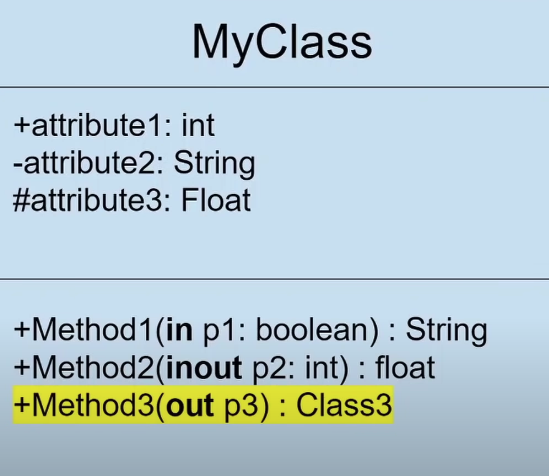 MyClass
+attribute1: int
-attribute2: String
#attribute3: Float
+Method1(in p1: boolean) : String
+Method2(inout p2: int) : float
+Method3(out p3) : Class3